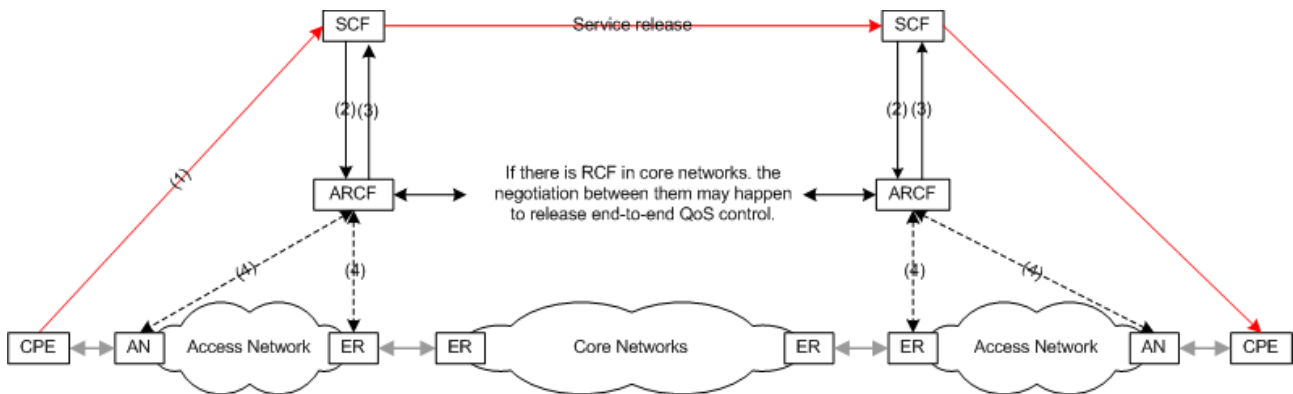 SCF
Service release
SCF
(1)
(2)
(3)
(2)
(3)
ARCF
If there is RCF in core networks. the
negotiation between them may happen
to release end-to-end QoS control.
ARCF
(4)
(4)
(4)
(4)
CPE
AN
Access Network
ER
ER
Core Networks
ER
ER
Access Network
AN
CPE